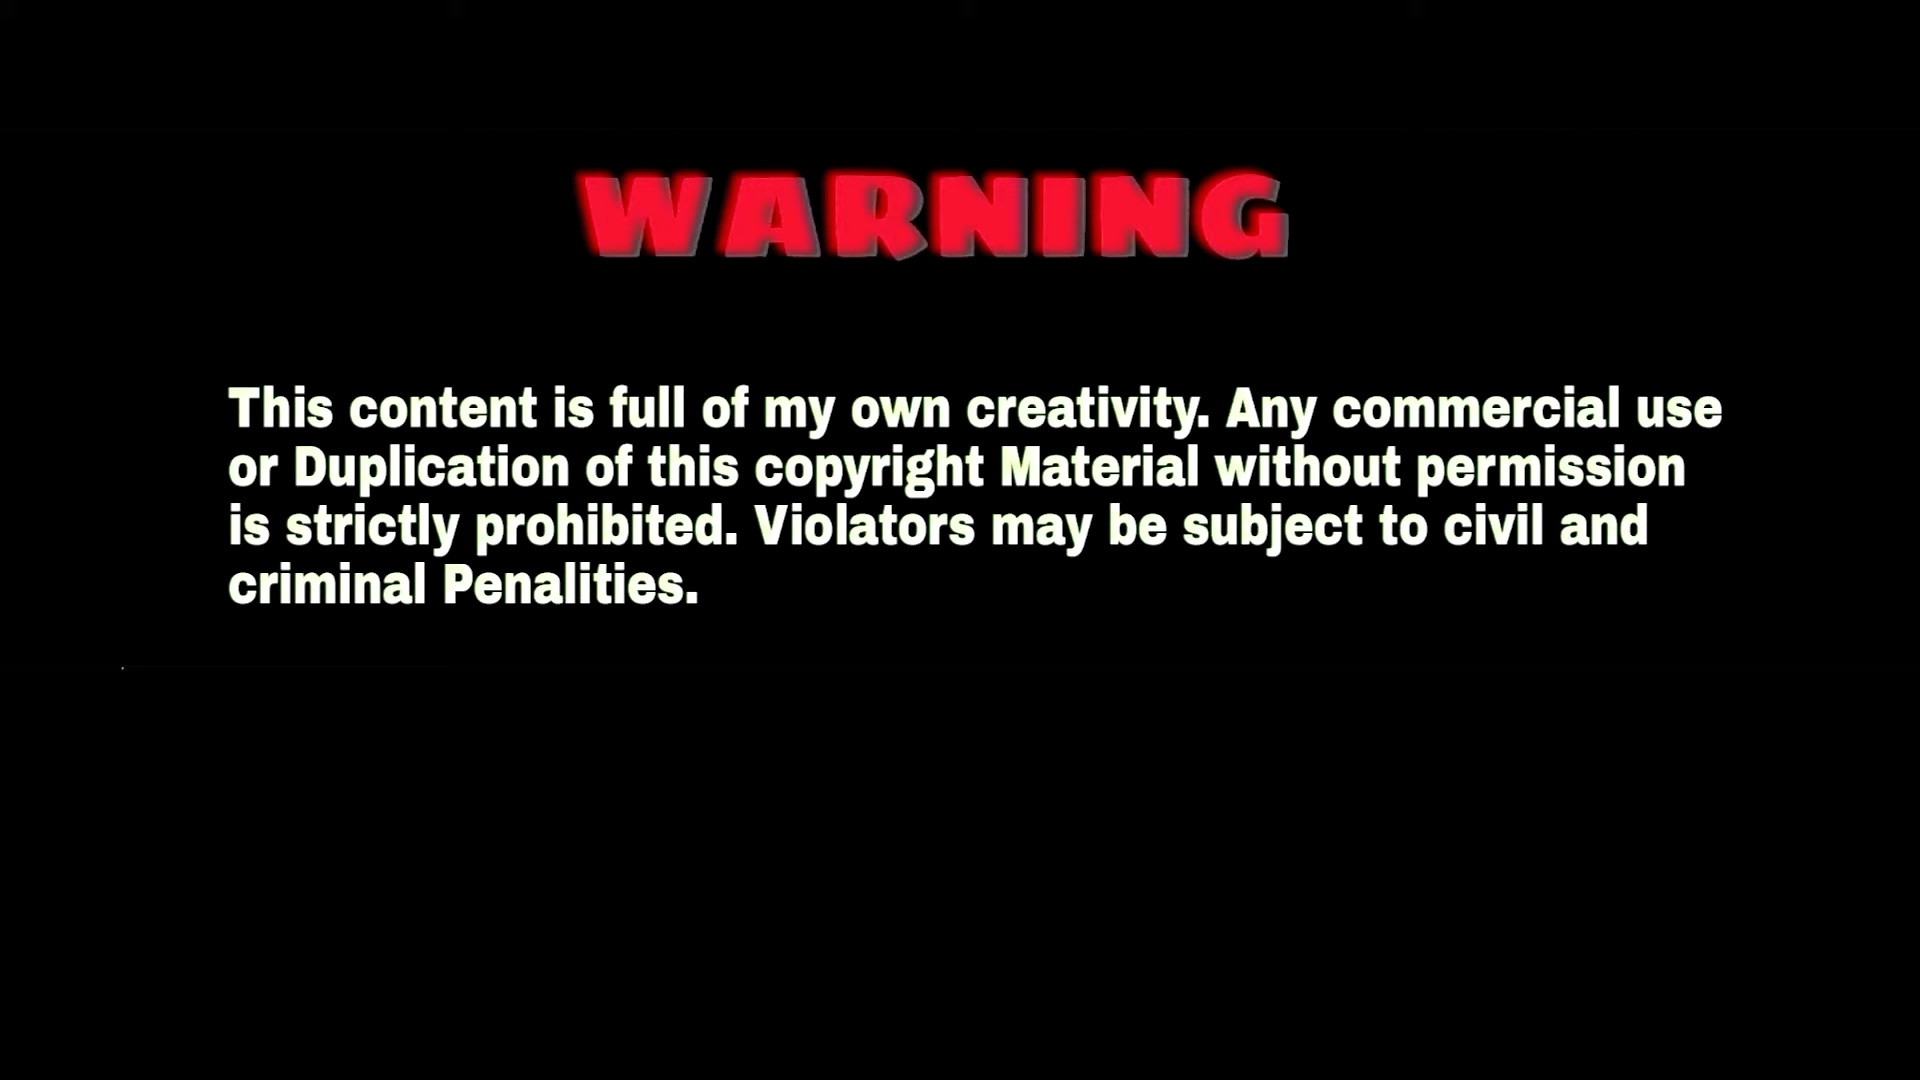 WARNING
This content is full of my own creativity. Any commercial use
or Duplication of this copyright Material without permission
is strictly prohibited. Violators may be subject to civil and
criminal Penalities.